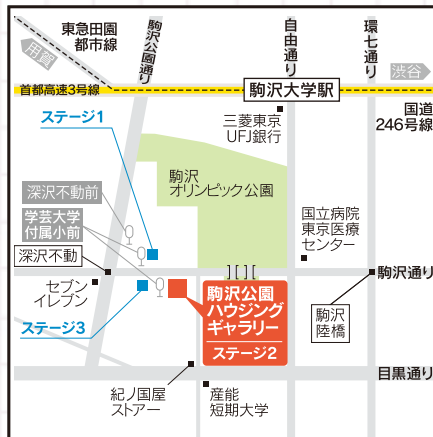 東急田園
都市線
用賀
駒沢公園通り
自由通り
環七通り
渋谷
首都高速3号線
駒沢大学駅
国道
246号線
ステージ1
三菱東京
UFJ銀行
駒沢
オリンピック公園
深沢不動前
学芸大学
付属小前
国立病院
東京医療
センター
深沢不動
駒沢通り
セブン
イレブン
駒沢公園
ハウジング
ギャラリー
ステージ2
駒沢
陸橋
ステージ3
目黒通り
紀ノ国屋
ストアー
産能
短期大学